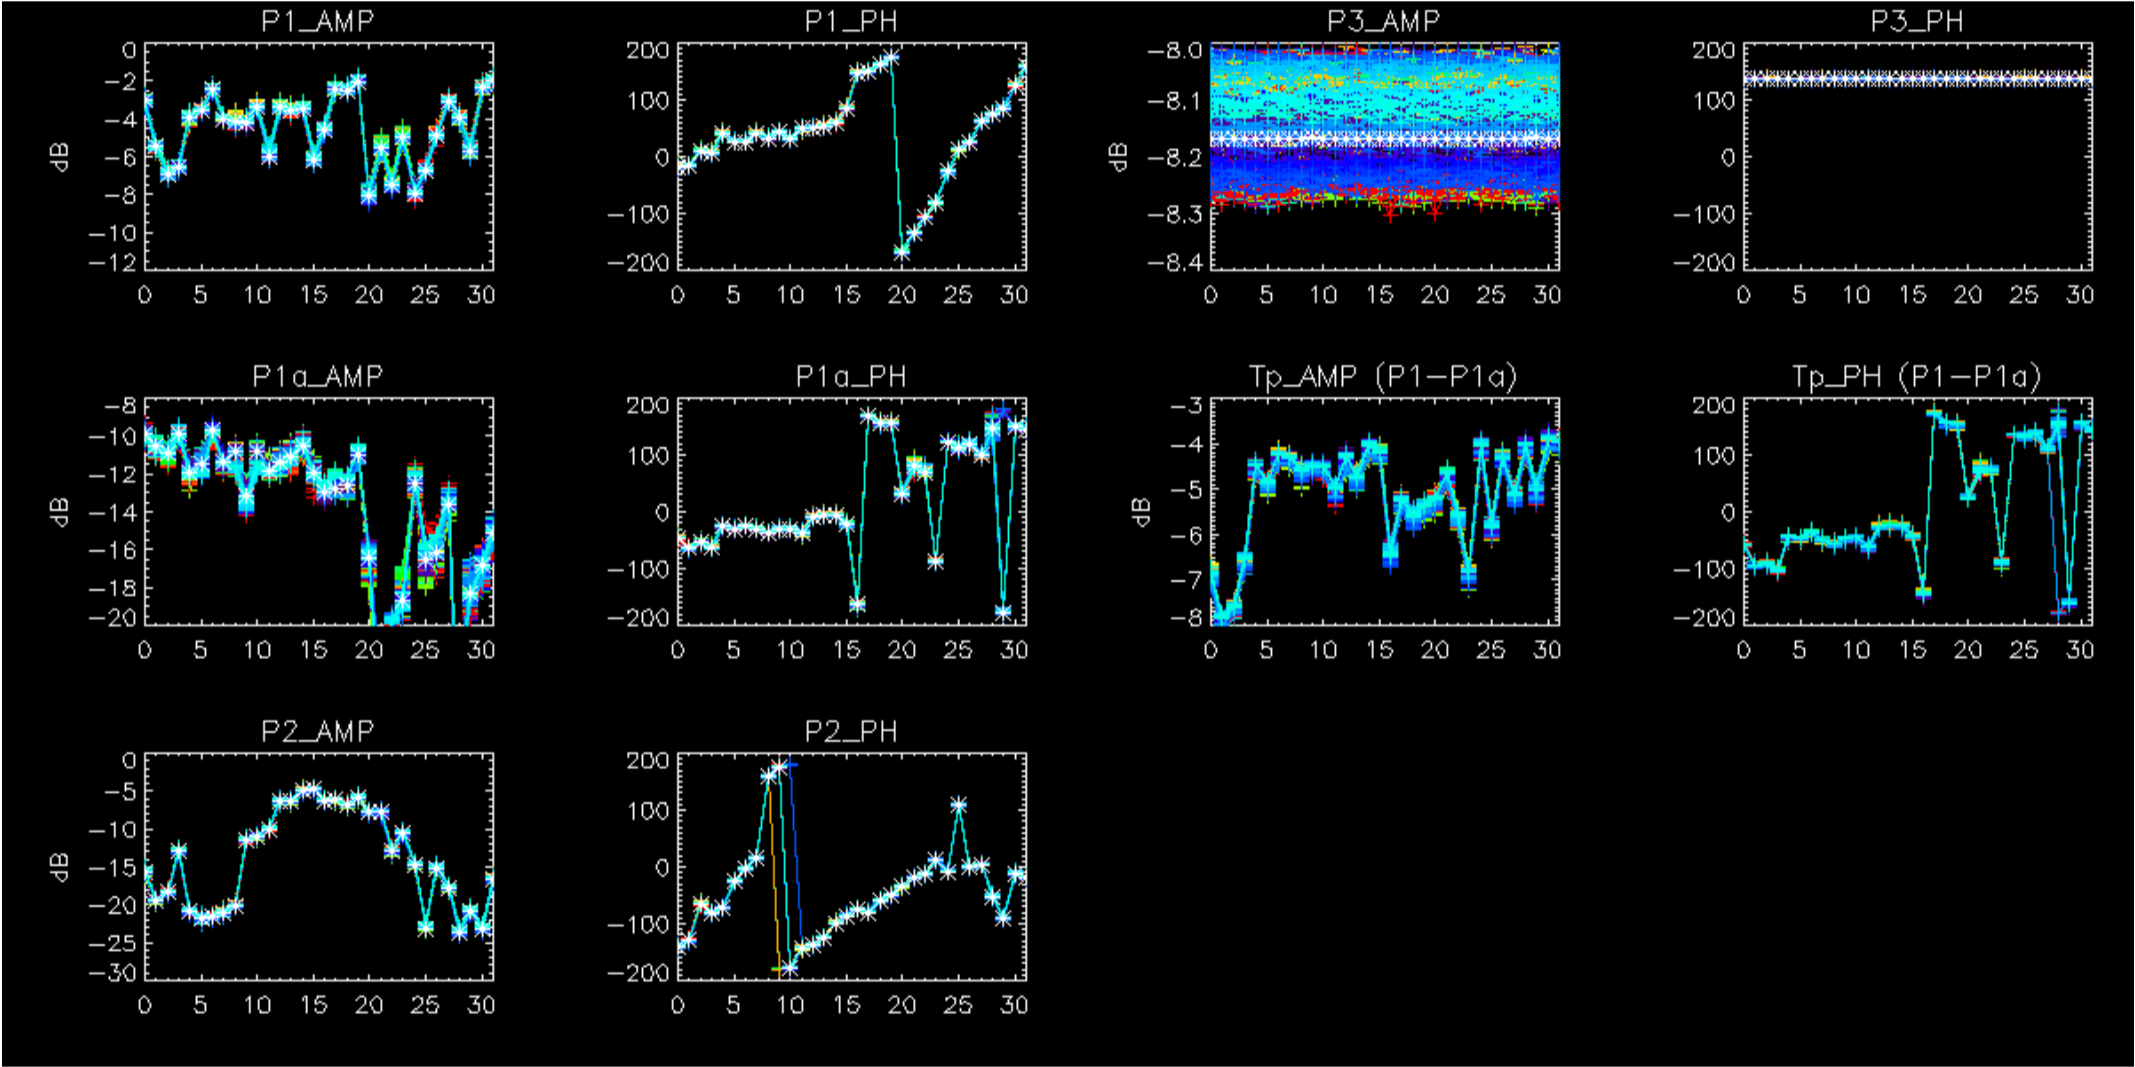 P1_AMP
P1_PH
P3_AMP
P3_PH
0
-2
-4
-6
-8
-10
-12
dB
0 5 10 15 20 25 30
200
100
0
-100
-200
0 5 10 15 20 25 30
-8.0
-8.1
-8.2
-8.3
-8.4
dB
0 5 10 15 20 25 30
200
100
0
-100
-200
0 5 10 15 20 25 30
P1a_AMP
P1a_PH
Tp_AMP (P1-P1a)
Tp_PH (P1-P1a)
-8
-10
-12
-14
-16
-18
-20
dB
0 5 10 15 20 25 30
200
100
0
-100
-200
0 5 10 15 20 25 30
-3
-4
-5
-6
-7
-8
dB
0 5 10 15 20 25 30
200
100
0
-100
-200
0 5 10 15 20 25 30
P2_AMP
P2_PH
0
-5
-10
-15
-20
-25
-30
dB
0 5 10 15 20 25 30
200
100
0
-100
-200
0 5 10 15 20 25 30